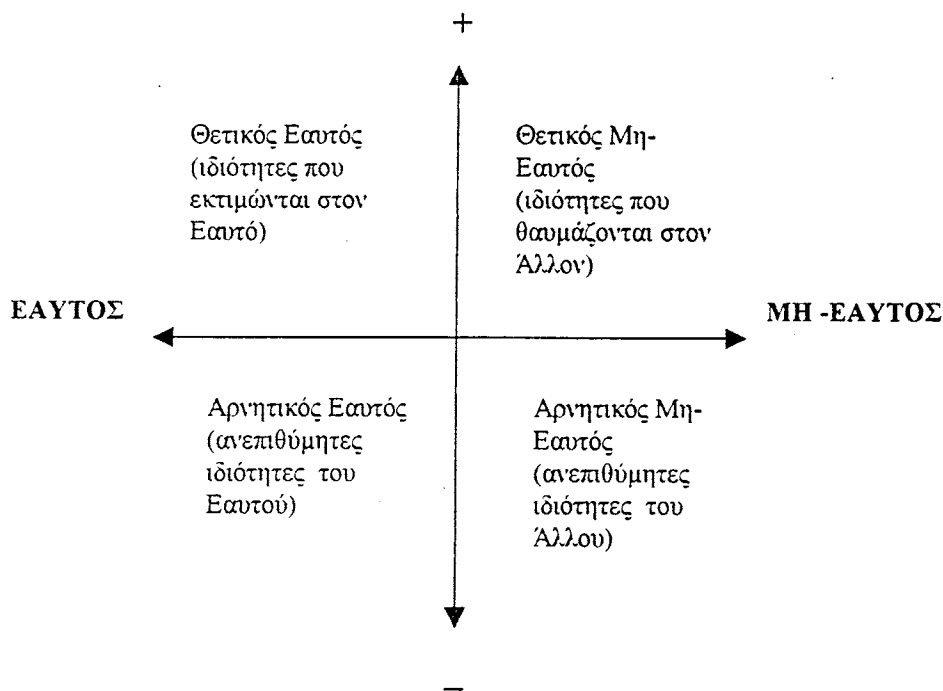 +
Θετικός Εαυτός
(ιδιότητες που
εκτιμώνται στον
Εαυτό)
Θετικός Μη-
Εαυτός
(ιδιότητες που
θαυμάζονται στον
Άλλον)
ΕΑΥΤΟΣ
ΜΗ -ΕΑΥΤΟΣ
Αρνητικός Εαυτός
(ανεπιθύμητες
ιδιότητες του
Εαυτού)
Αρνητικός Μη-
Εαυτός
(ανεπιθύμητες
ιδιότητες του
Άλλου)
–